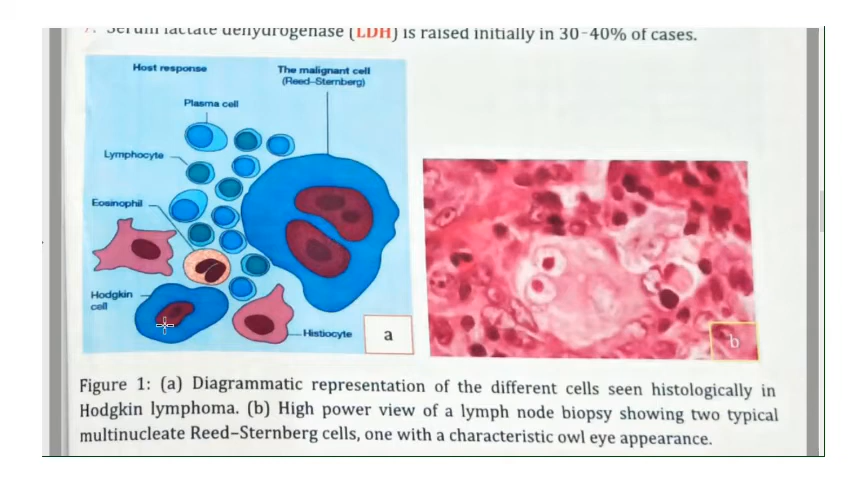 7. Serum lactate dehydrogenase (LDH) is raised initially in 30-40% of cases.
Host response
The malignant cell
(Reed–Sternberg)
Plasma cell
Lymphocyte
Eosinophil
Hodgkin
cell
Histiocyte
a
b
Figure 1: (a) Diagrammatic representation of the different cells seen histologically in
Hodgkin lymphoma. (b) High power view of a lymph node biopsy showing two typical
multinucleate Reed–Sternberg cells, one with a characteristic owl eye appearance.